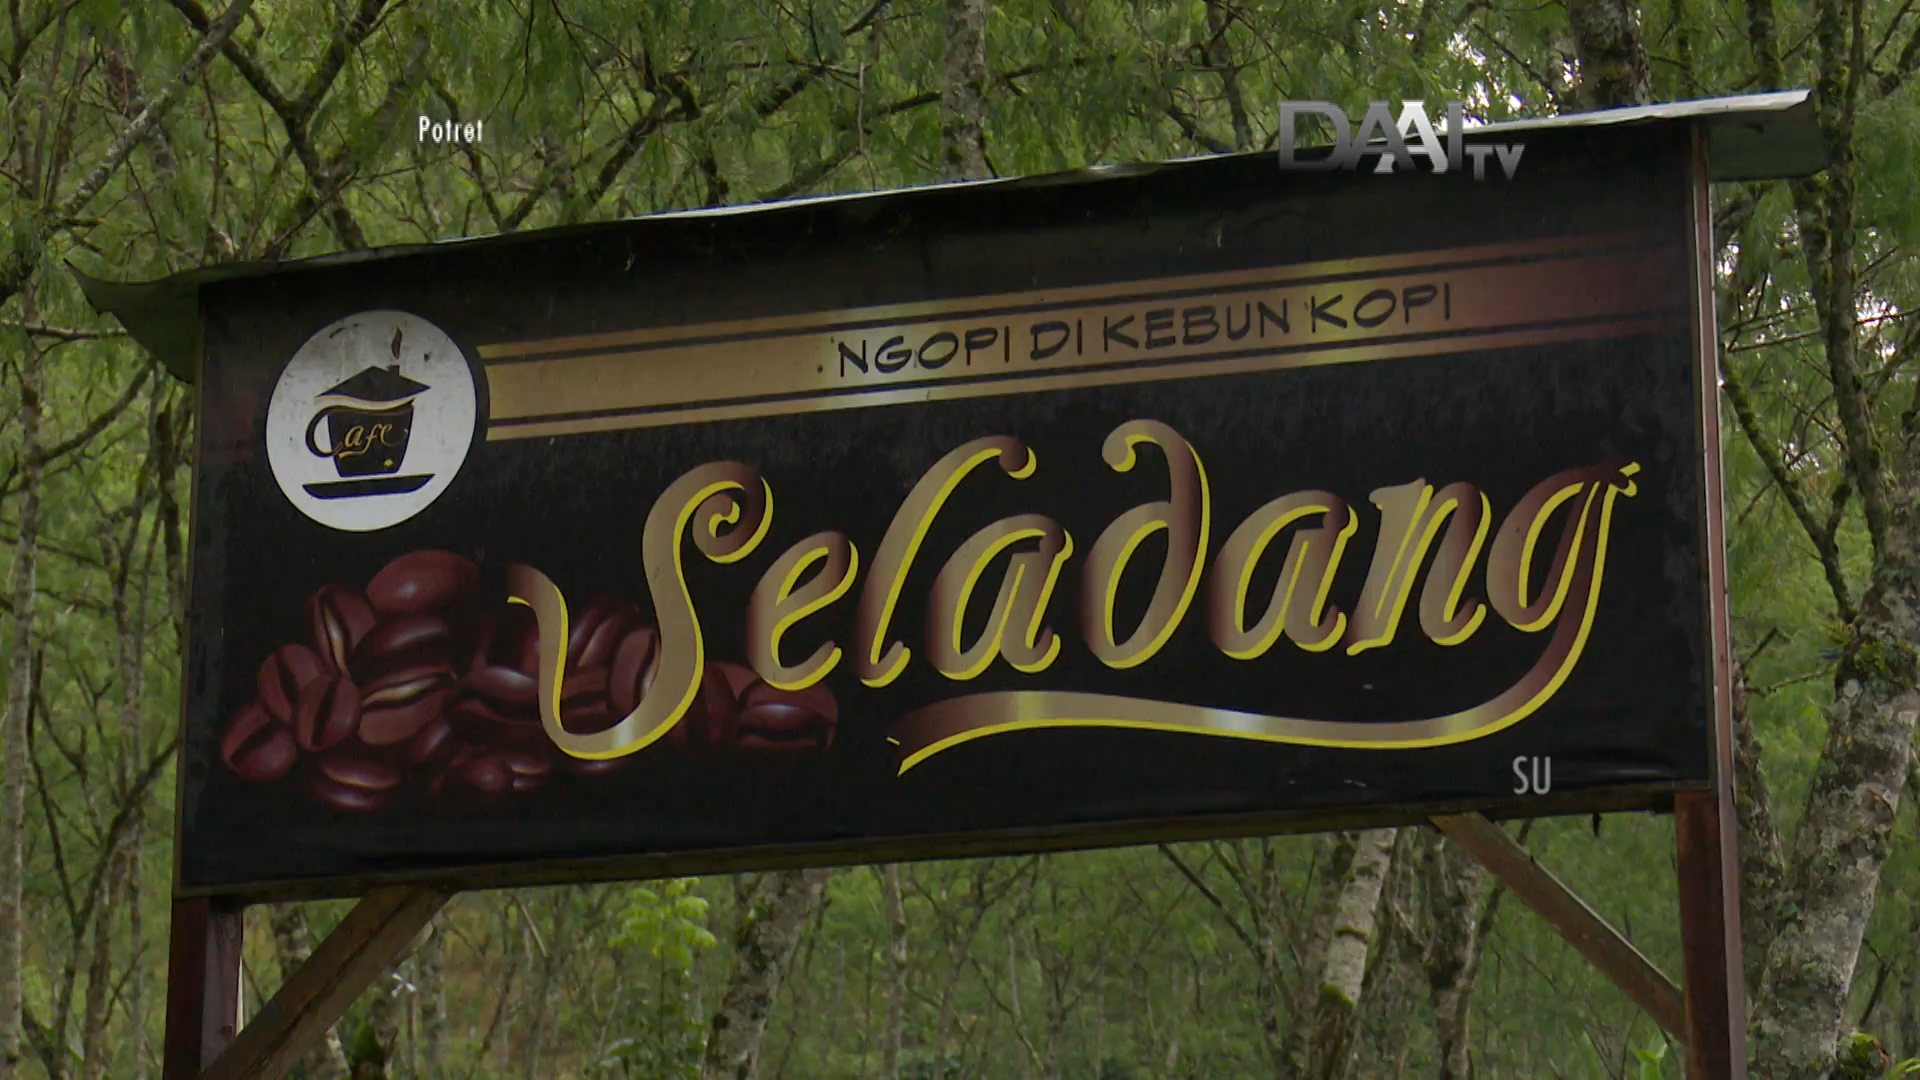 Potret
DAAI TV
NGOPI DI KEBUN KOPI
Cafe
Seladang
SU